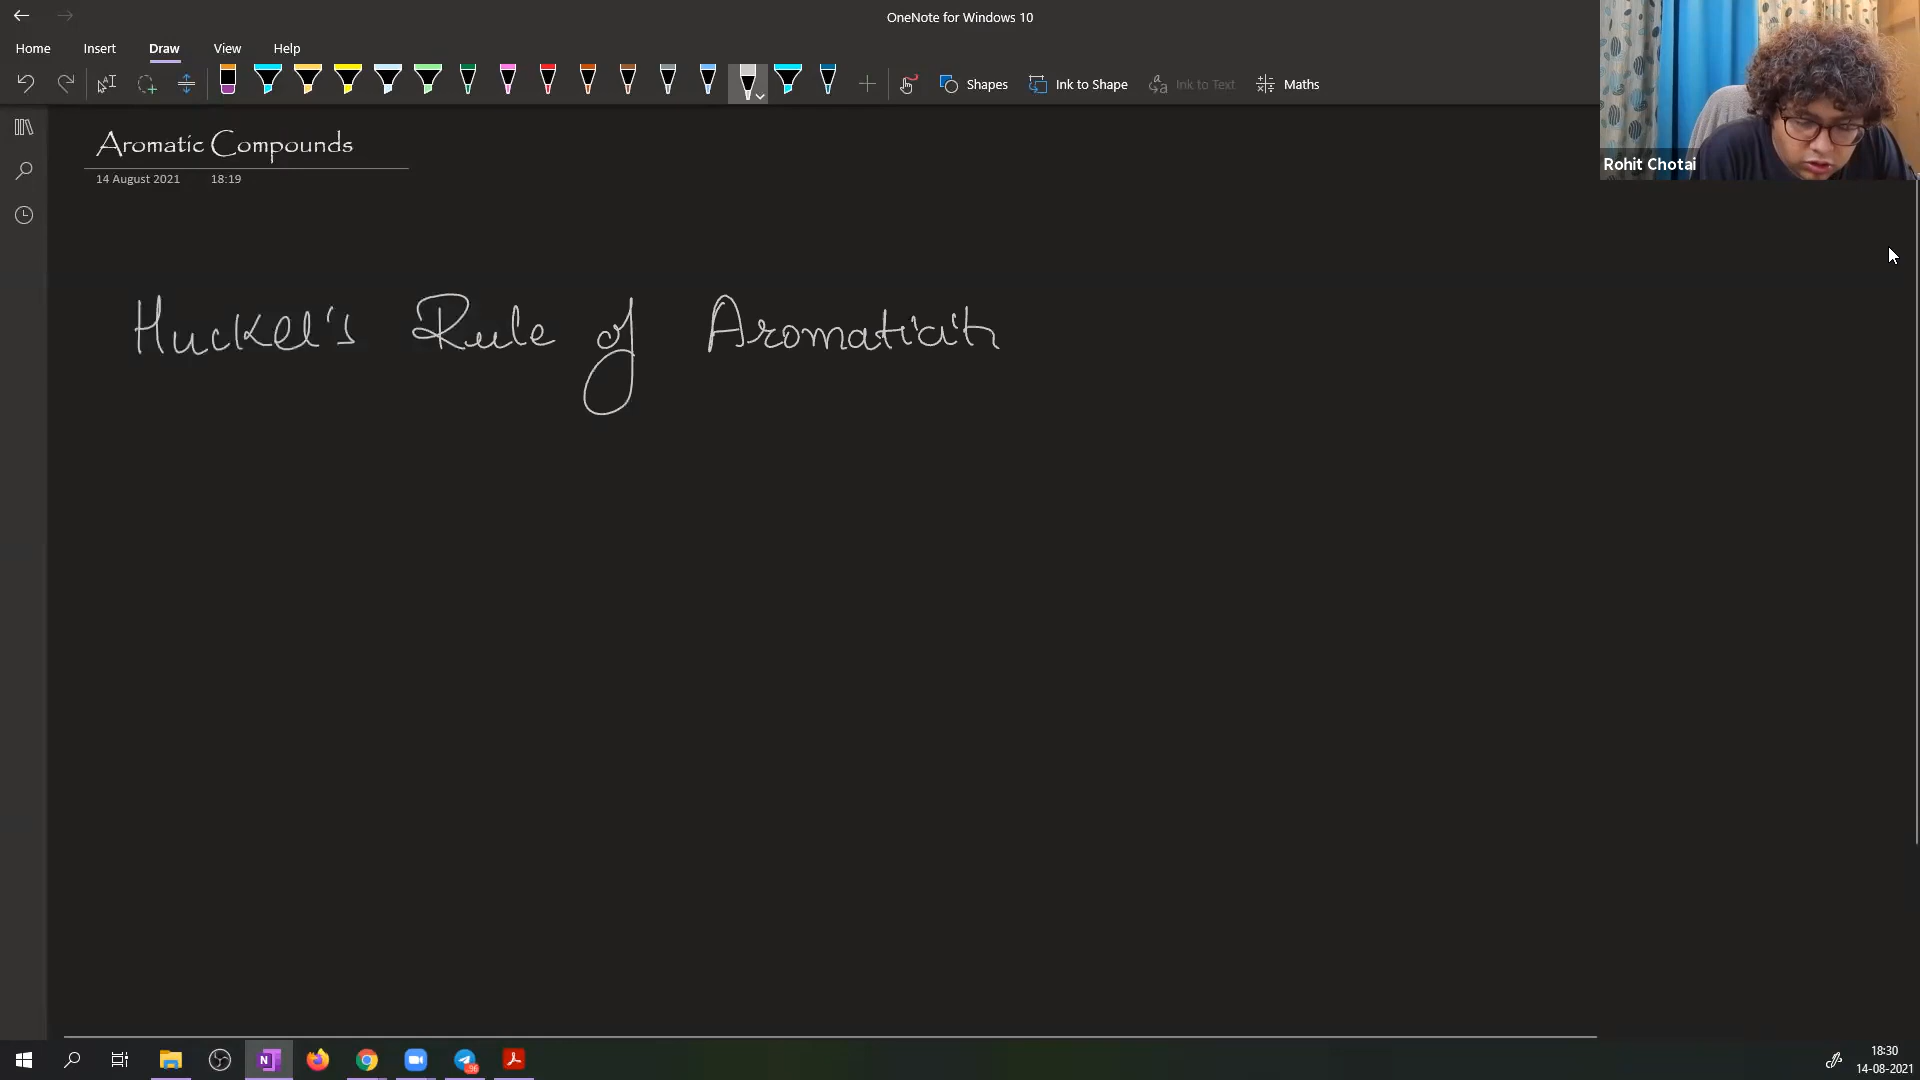 OneNote for Windows 10
Home Insert Draw View Help
Shapes Ink to Shape Ink to Text Maths
Rohit Chotai
Aromatic Compounds
14 August 2021 18:19
Huckel's Rule of Aromaticit
18:30
14-08-2021